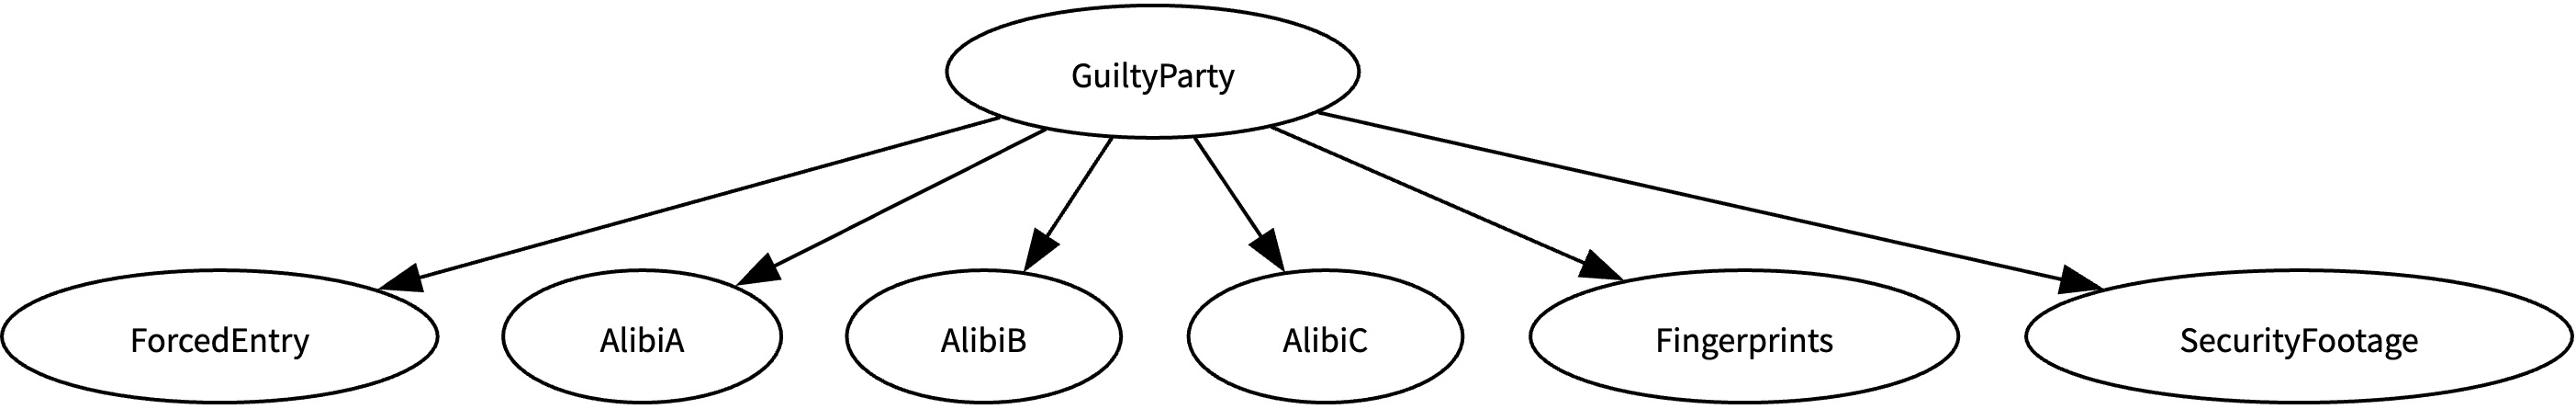 GuiltyParty
ForcedEntry
AlibiA
AlibiB
AlibiC
Fingerprints
SecurityFootage